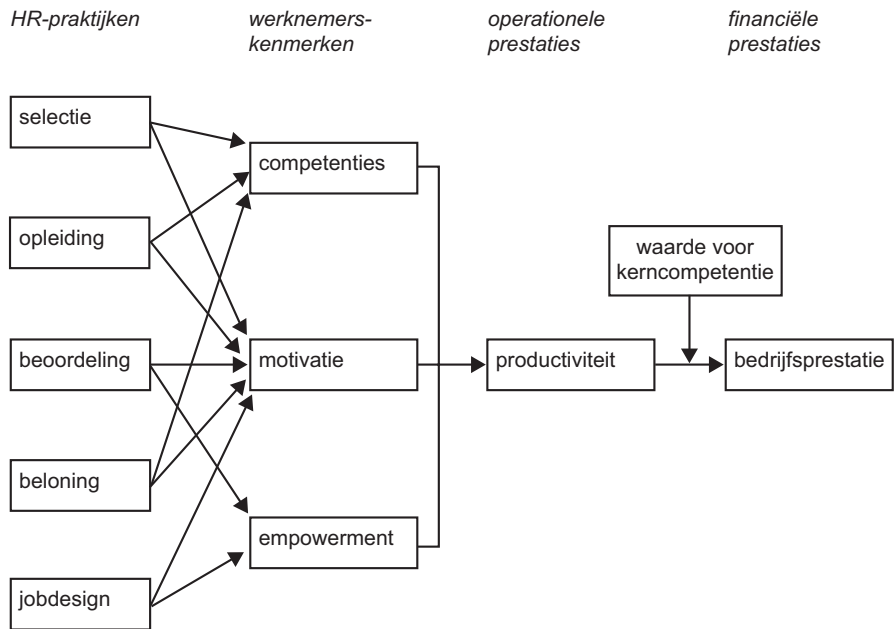 HR-praktijken
werknemers-
kenmerken
operationele
prestaties
financiële
prestaties
selectie
opleiding
beoordeling
beloning
jobdesign
competenties
motivatie
empowerment
productiviteit
waarde voor
kerncompetentie
bedrijfsprestatie